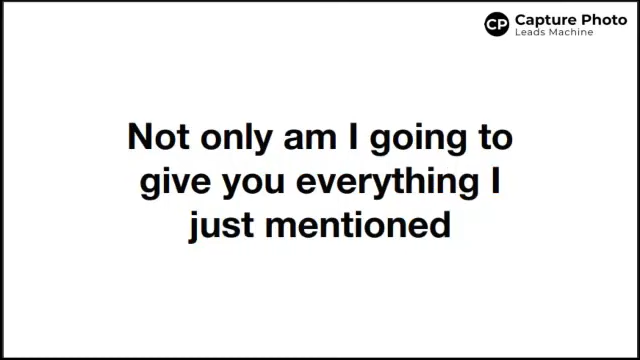 CP Capture Photo
Leads Machine
Not only am I going to
give you everything I
just mentioned